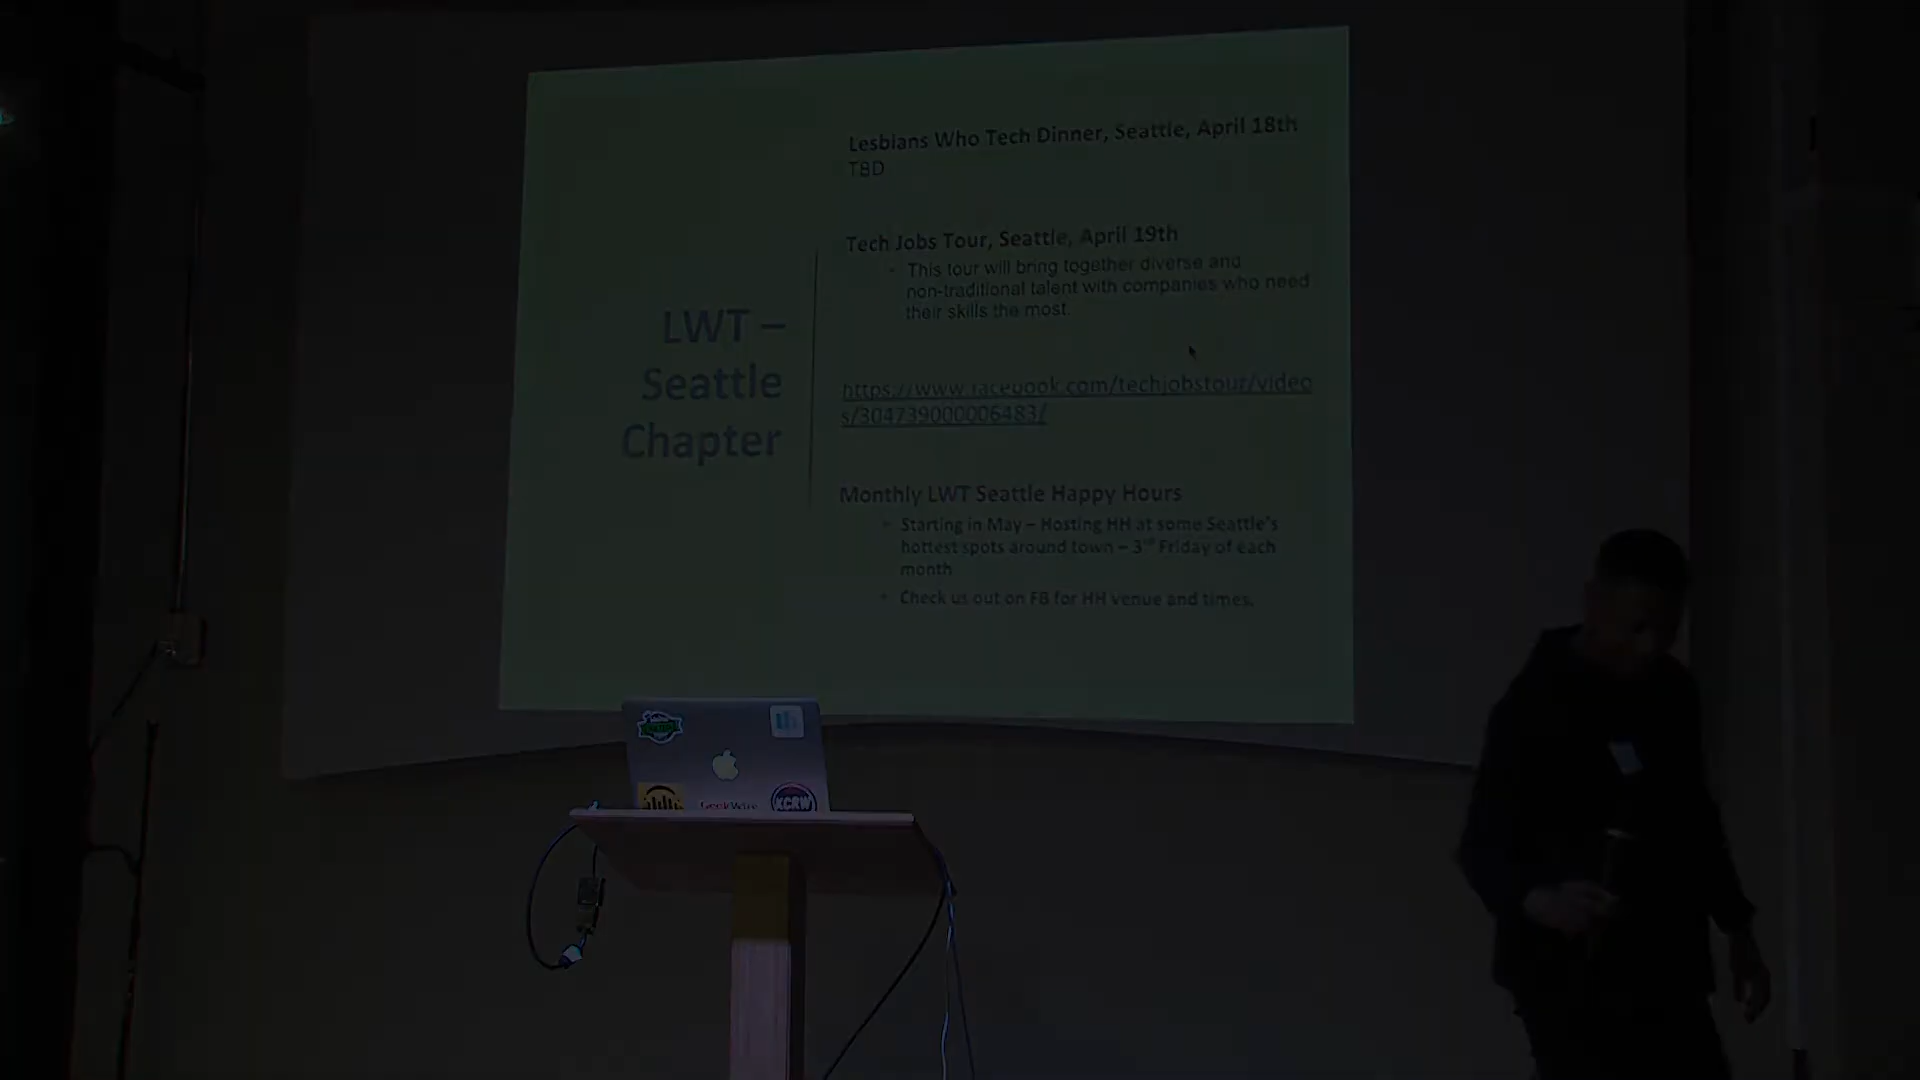 Lesbians Who Tech Dinner, Seattle, April 18th
TBD
Tech Jobs Tour, Seattle, April 19th
This tour will bring together diverse and
non-traditional talent with companies who need
their skills the most.
LWT –
Seattle
Chapter
https://www.facebook.com/techjobstour/video
s/304739000006483/
Monthly LWT Seattle Happy Hours
Starting in May – Hosting HH at some Seattle's
hottest spots around town – 3rd Friday of each
month
Check us out on FB for HH venue and times.
GeekWire
KCRW